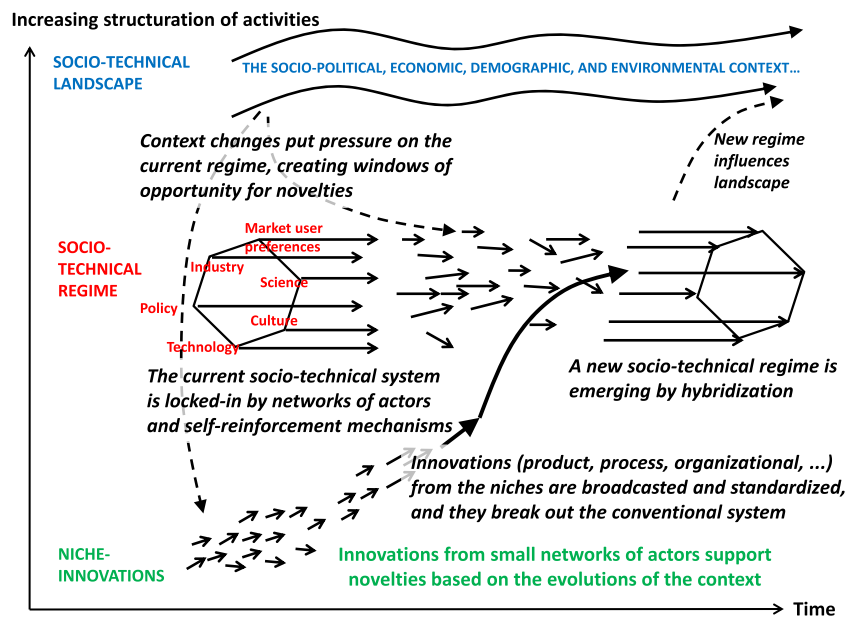 Increasing structuration of activities
SOCIO-TECHNICAL
LANDSCAPE
THE SOCIO-POLITICAL, ECONOMIC, DEMOGRAPHIC, AND ENVIRONMENTAL CONTEXT...
Context changes put pressure on the
current regime, creating windows of
opportunity for novelties
New regime
influences
landscape
SOCIO-
TECHNICAL
REGIME
Market user
preferences
Industry
Science
Policy
Culture
Technology
The current socio-technical system
is locked-in by networks of actors
and self-reinforcement mechanisms
A new socio-technical regime is
emerging by hybridization
Innovations (product, process, organizational, ...)
from the niches are broadcasted and standardized,
and they break out the conventional system
NICHE-
INNOVATIONS
Innovations from small networks of actors support
novelties based on the evolutions of the context
Time